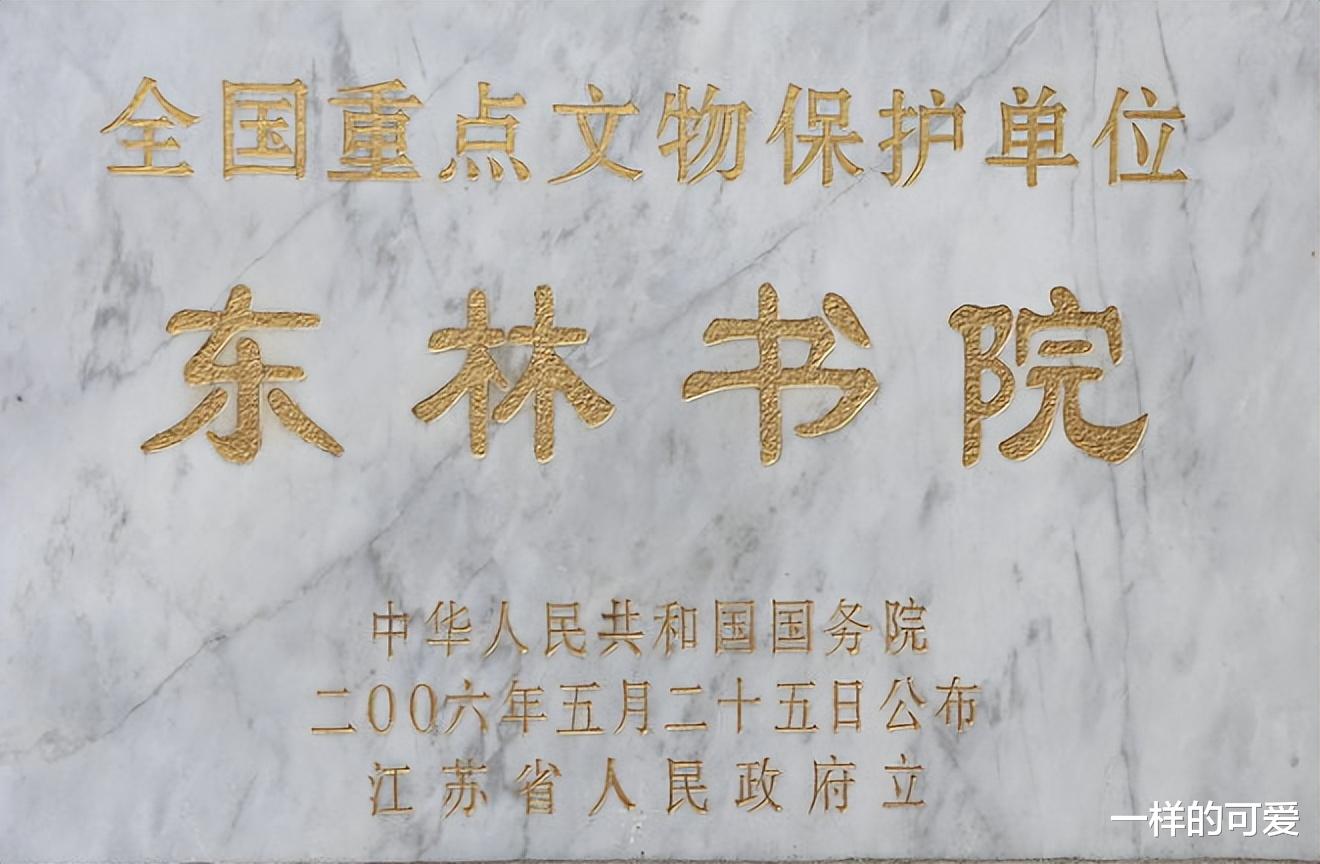 全国重点文物保护单位
东林书院
中华人民共和国国务院
二〇〇六年五月二十五日公布
江苏省人民政府立
一样的可爱